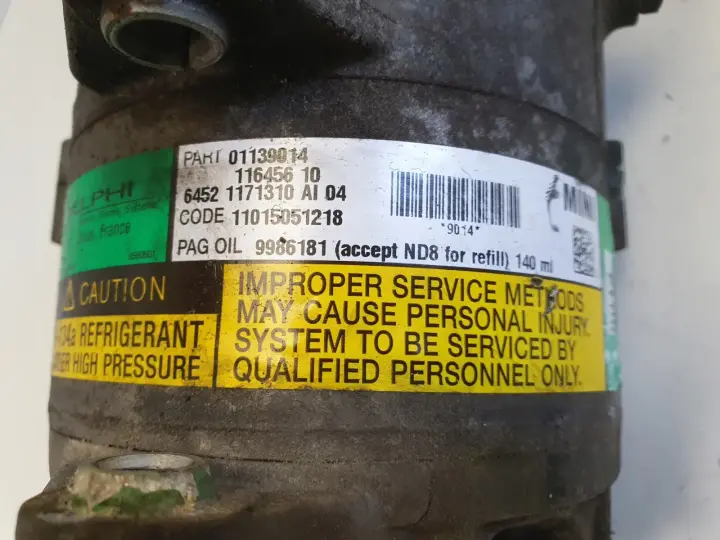 PART 01139014
116456 10
6452 1171310 AI 04
CODE 11015051218
PAG OIL 9986181 (accept ND8 for refill) 140 ml
*9014*
MINI
ELPHI
France
CAUTION
REFRIGERANT
HIGH PRESSURE
IMPROPER SERVICE METHODS
MAY CAUSE PERSONAL INJURY.
SYSTEM TO BE SERVICED BY
QUALIFIED PERSONNEL ONLY.